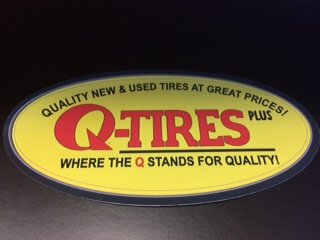 QUALITY NEW & USED TIRES AT GREAT PRICES!
Q-TIRES PLUS
WHERE THE Q STANDS FOR QUALITY!